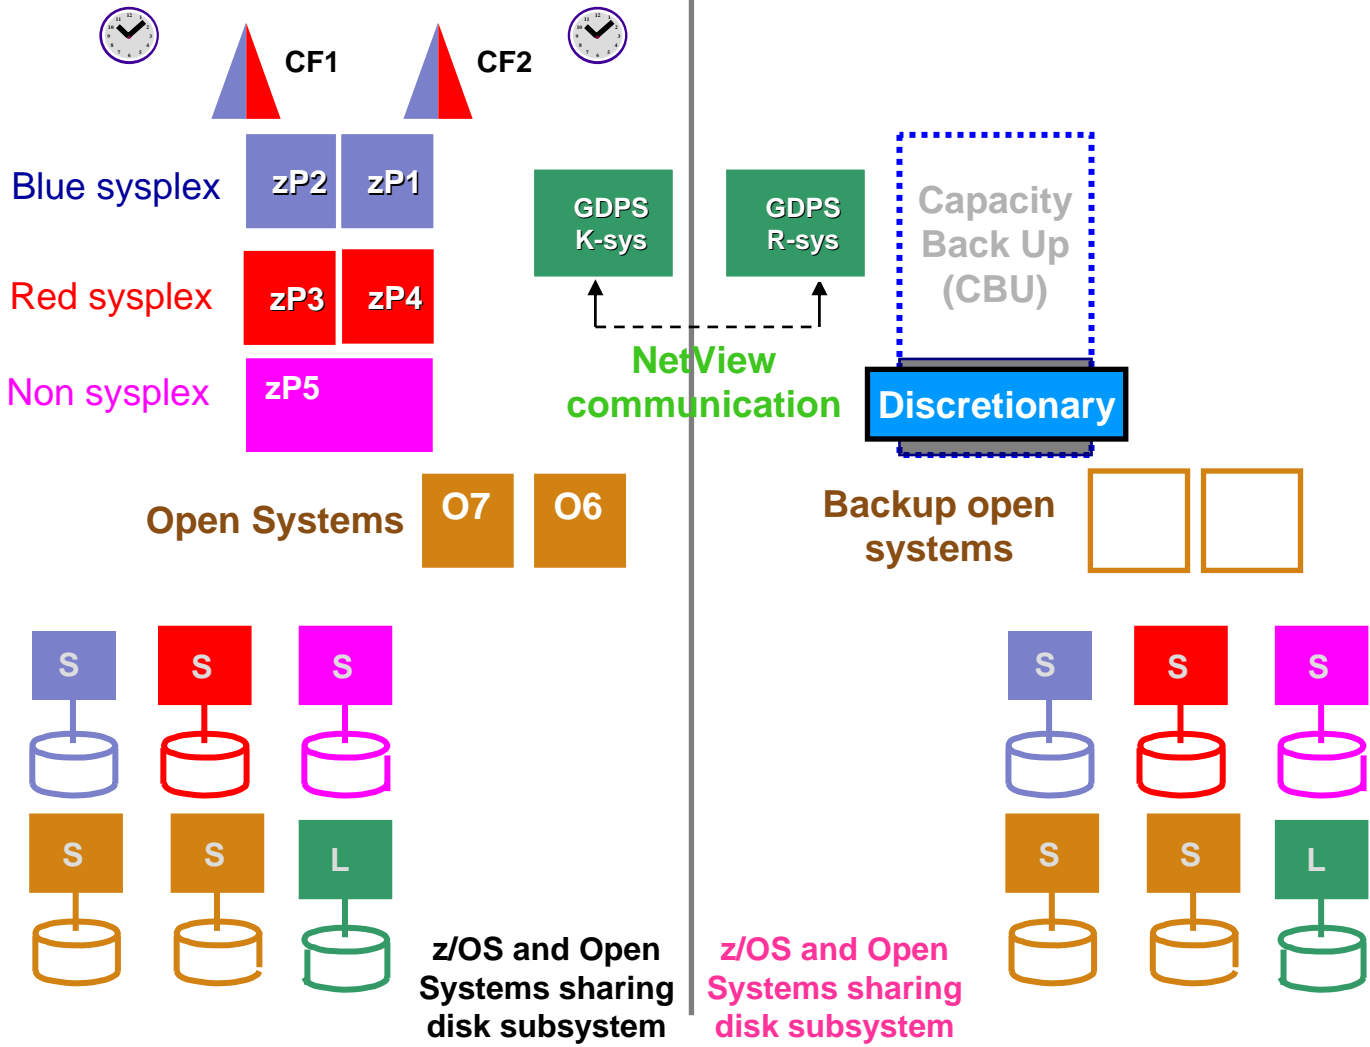 CF1
CF2
Blue sysplex
zP2
zP1
GDPS
K-sys
GDPS
R-sys
Capacity
Back Up
(CBU)
Red sysplex
zP3
zP4
NetView
communication
Non sysplex
zP5
Discretionary
Open Systems
O7
O6
Backup open
systems
S
S
S
S
S
S
S
S
L
S
S
L
z/OS and Open
Systems sharing
disk subsystem
z/OS and Open
Systems sharing
disk subsystem